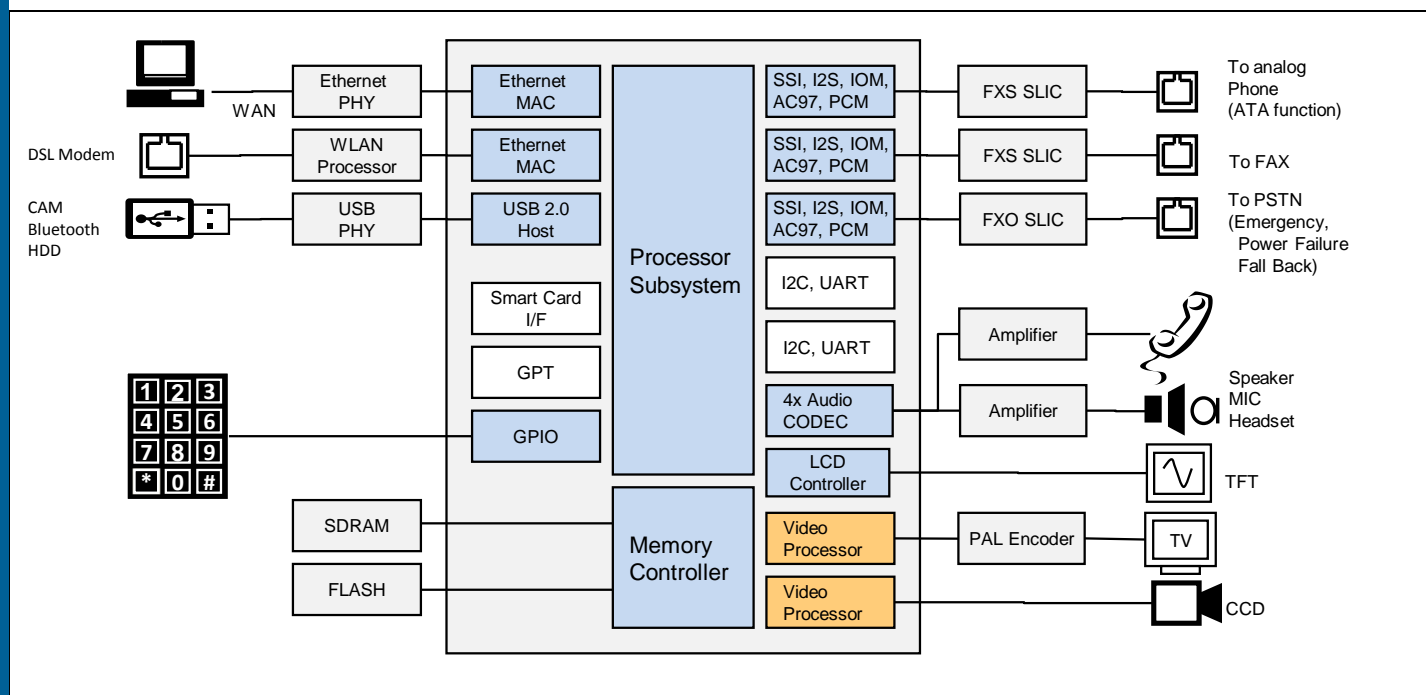 WAN
DSL Modem
CAM
Bluetooth
HDD
1 2 3
4 5 6
7 8 9
* 0 #
Ethernet
PHY
WLAN
Processor
USB
PHY
SDRAM
FLASH
Ethernet
MAC
Ethernet
MAC
USB 2.0
Host
Smart Card
I/F
GPT
GPIO
Processor
Subsystem
Memory
Controller
SSI, I2S, IOM,
AC97, PCM
SSI, I2S, IOM,
AC97, PCM
SSI, I2S, IOM,
AC97, PCM
I2C, UART
I2C, UART
4x Audio
CODEC
LCD
Controller
Video
Processor
Video
Processor
FXS SLIC
FXS SLIC
FXO SLIC
Amplifier
Amplifier
PAL Encoder
To analog
Phone
(ATA function)
To FAX
To PSTN
(Emergency,
Power Failure
Fall Back)
Speaker
MIC
Headset
TFT
TV
CCD